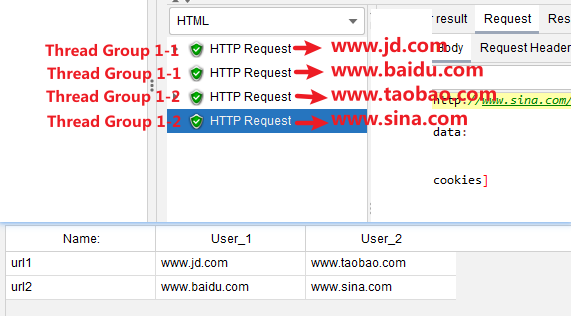 HTML
result Request Res
Body Request Header
Thread Group 1-1 HTTP Request www.jd.com
Thread Group 1-1 HTTP Request www.baidu.com
Thread Group 1-2 HTTP Request www.taobao.com
Thread Group 1-2 HTTP Request www.sina.com
http://www.sina.com/
data:
cookies]
Name: User_1 User_2
url1 www.jd.com www.taobao.com
url2 www.baidu.com www.sina.com